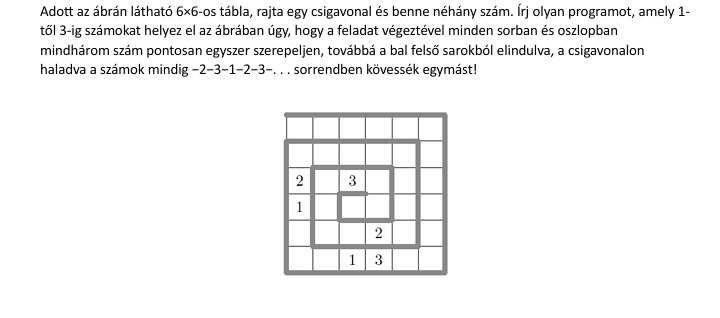 Adott az ábrán látható 6×6-os tábla, rajta egy csigavonal és benne néhány szám. Írj olyan programot, amely 1-
től 3-ig számokat helyez el az ábrában úgy, hogy a feladat végeztével minden sorban és oszlopban
mindhárom szám pontosan egyszer szerepeljen, továbbá a bal felső sarokból elindulva, a csigavonalon
haladva a számok mindig −2−3−1−2−3−. . . sorrendben kövessék egymást!
2 3
1
2
1 3